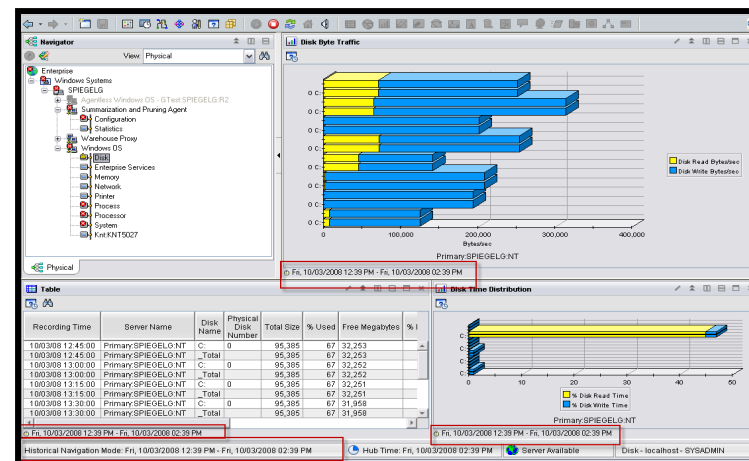 Navigator
View: Physical
Enterprise
Windows Systems
SPIEGELG
Agentless Windows OS - GText:SPIEGELG:R2
Summarization and Pruning Agent
Configuration
Statistics
Warehouse Proxy
Windows OS
Disk
Enterprise Services
Memory
Network
Printer
Process
Processor
System
Knt:KNT5027
Physical
Disk Byte Traffic
0 C:
0 C:
0 C:
0 C:
0 C:
0 C:
0 C:
0 C:
0 100,000 200,000 300,000 400,000
Bytes/sec
Primary:SPIEGELG:NT
Disk Read Bytes/sec
Disk Write Bytes/sec
Fri, 10/03/2008 12:39 PM - Fri, 10/03/2008 02:39 PM
Table
Recording Time Server Name Disk Name Physical Disk Number Total Size % Used Free Megabytes
10/03/08 12:45:00 Primary:SPIEGELG:NT C: 0 95,385 67 32,253
10/03/08 12:45:00 Primary:SPIEGELG:NT _Total 95,385 67 32,253
10/03/08 13:00:00 Primary:SPIEGELG:NT C: 0 95,385 67 32,252
10/03/08 13:00:00 Primary:SPIEGELG:NT _Total 95,385 67 32,252
10/03/08 13:15:00 Primary:SPIEGELG:NT C: 0 95,385 67 32,251
10/03/08 13:15:00 Primary:SPIEGELG:NT _Total 95,385 67 32,251
10/03/08 13:30:00 Primary:SPIEGELG:NT C: 0 95,385 67 31,958
10/03/08 13:30:00 Primary:SPIEGELG:NT _Total 95,385 67 31,958
Fri, 10/03/2008 12:39 PM - Fri, 10/03/2008 02:39 PM
Disk Time Distribution
C:
C:
C:
C:
0 10 20 30 40 50
% Disk Read Time
% Disk Write Time
Primary:SPIEGELG:NT
Fri, 10/03/2008 12:39 PM - Fri, 10/03/2008 02:39 PM
Historical Navigation Mode: Fri, 10/03/2008 12:39 PM - Fri, 10/03/2008 02:39 PM
Hub Time: Fri, 10/03/2008 02:39 PM
Server Available
Disk - localhost - SYSADMIN